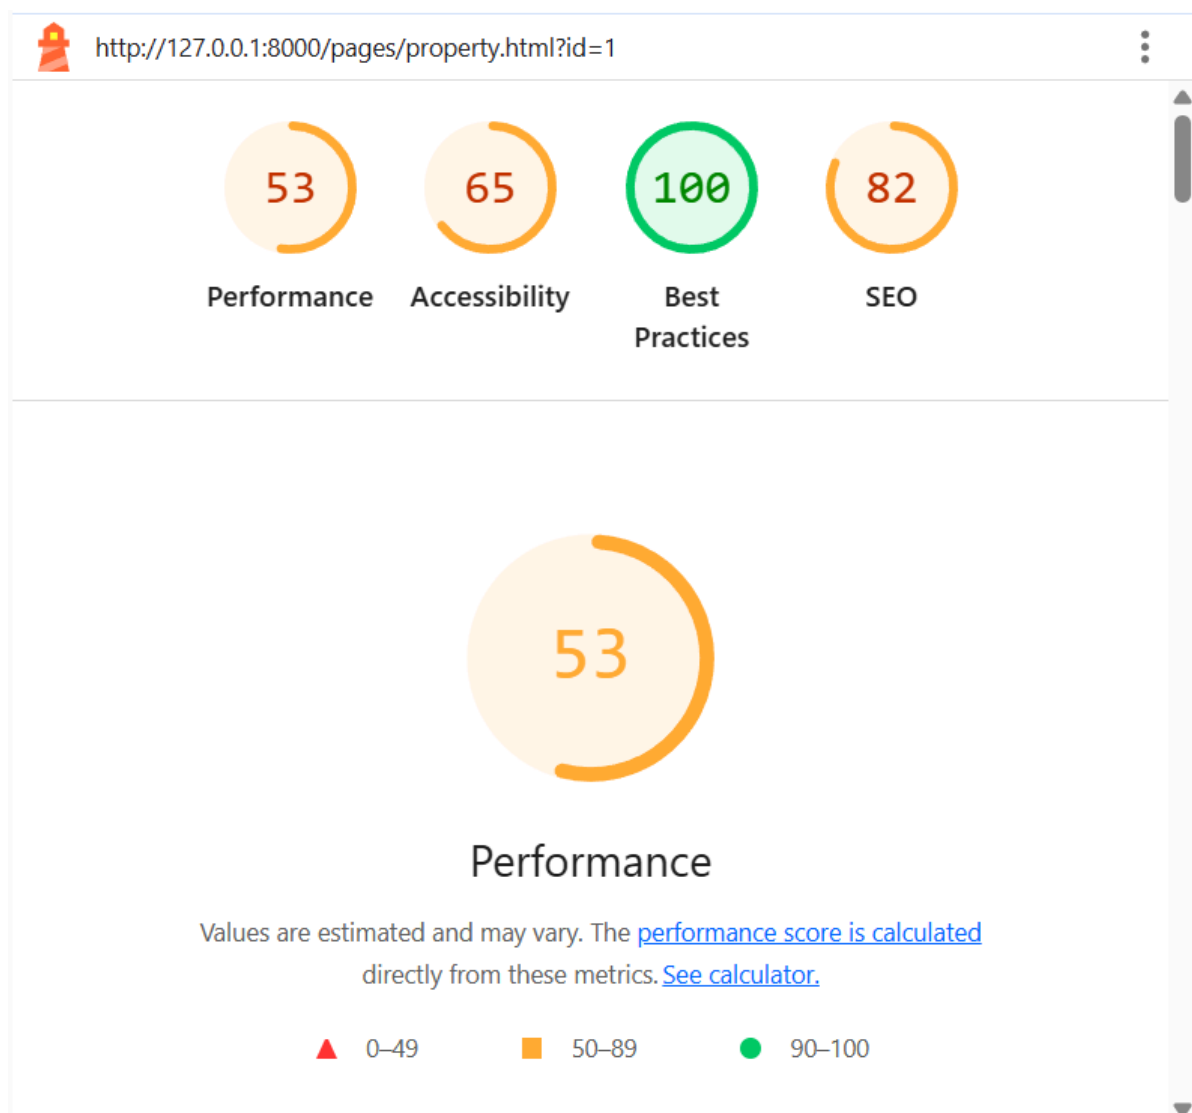 http://127.0.0.1:8000/pages/property.html?id=1
53 65 100 82
Performance Accessibility Best Practices SEO
53
Performance
Values are estimated and may vary. The performance score is calculated
directly from these metrics. See calculator.
0–49 50–89 90–100